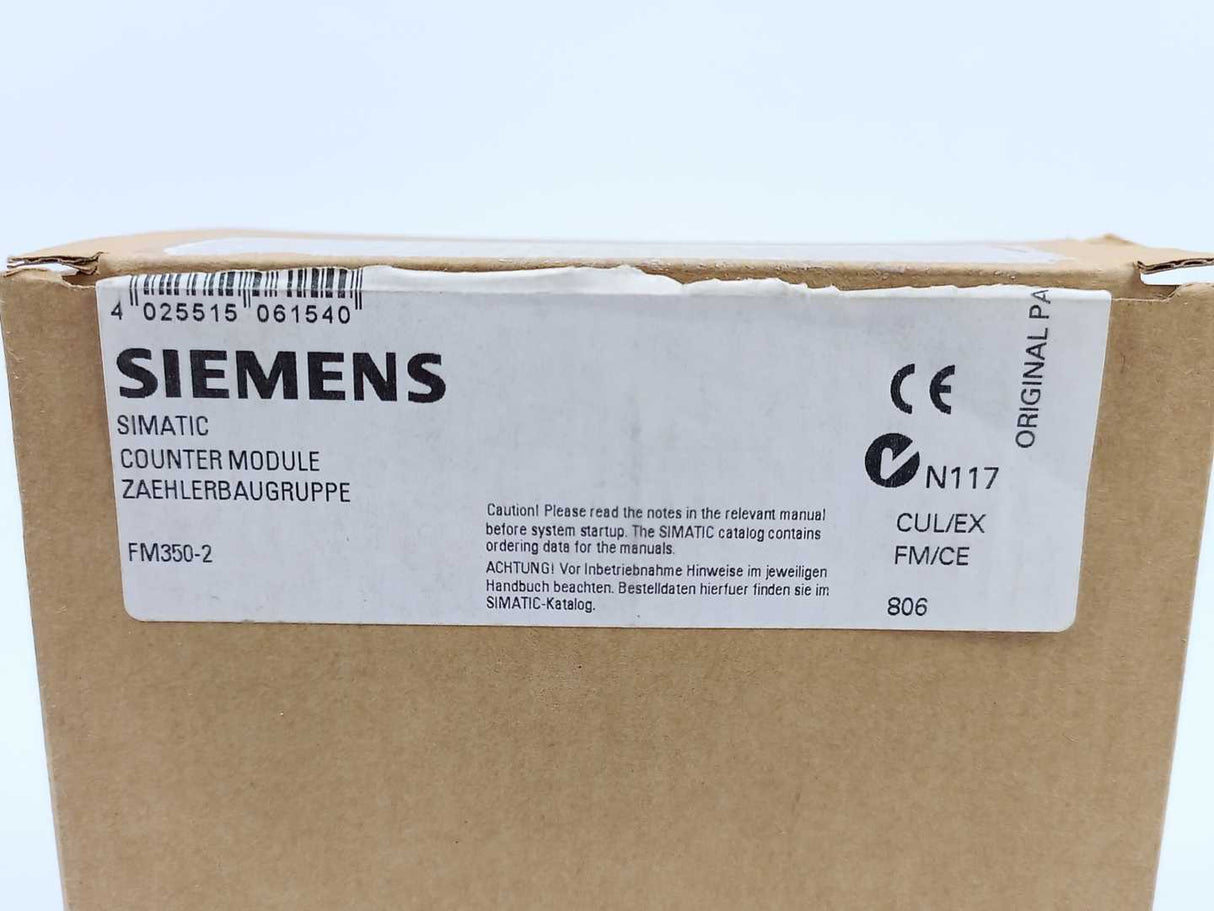 4 025515 061540
SIEMENS
SIMATIC
COUNTER MODULE
ZAEHLERBAUGRUPPE
FM350-2
Caution! Please read the notes in the relevant manual
before system startup. The SIMATIC catalog contains
ordering data for the manuals.
ACHTUNG! Vor Inbetriebnahme Hinweise im jeweiligen
Handbuch beachten. Bestelldaten hierfuer finden sie im
SIMATIC-Katalog.
CE
N117
CUL/EX
FM/CE
806
ORIGINAL PA